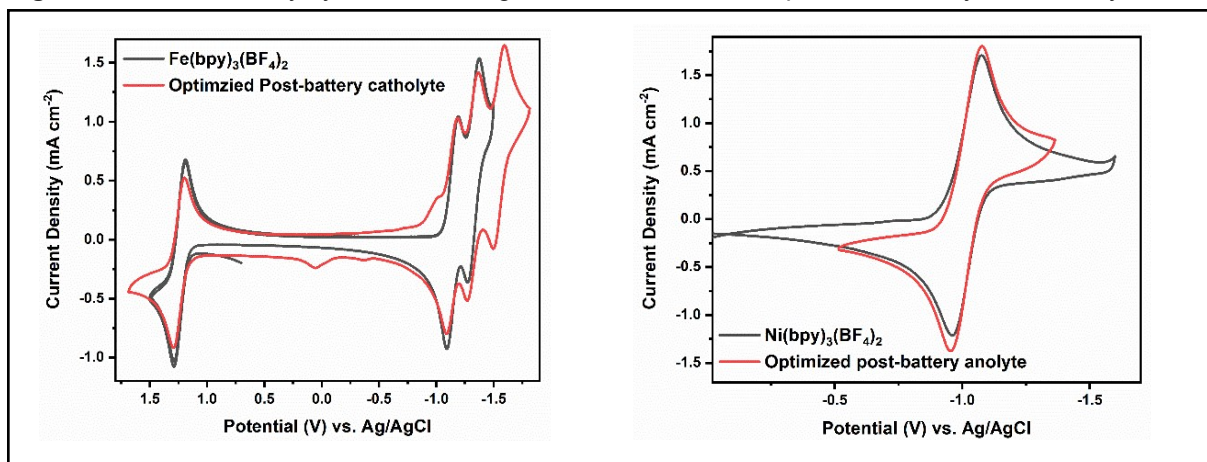 Fe(bpy)₃(BF₄)₂
Optimzied Post-battery catholyte
Current Density (mA cm⁻²)
1.5
1.0
0.5
0.0
-0.5
-1.0
1.5 1.0 0.5 0.0 -0.5 -1.0 -1.5
Potential (V) vs. Ag/AgCl
Current Density (mA cm⁻²)
1.5
1.0
0.5
0.0
-0.5
-1.0
-1.5
Ni(bpy)₃(BF₄)₂
Optimized post-battery anolyte
-0.5 -1.0 -1.5
Potential (V) vs. Ag/AgCl